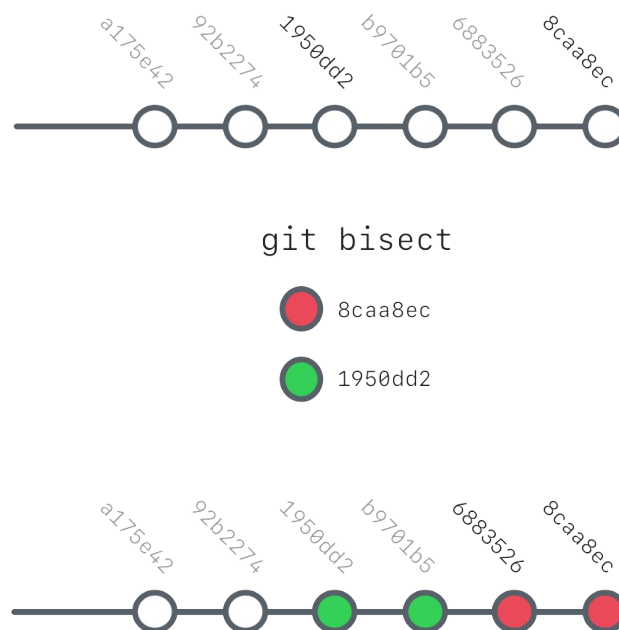 a175e42 92b2274 1950dd2 b9701b5 6883526 8caa8ec
git bisect
8caa8ec
1950dd2
a175e42 92b2274 1950dd2 b9701b5 6883526 8caa8ec